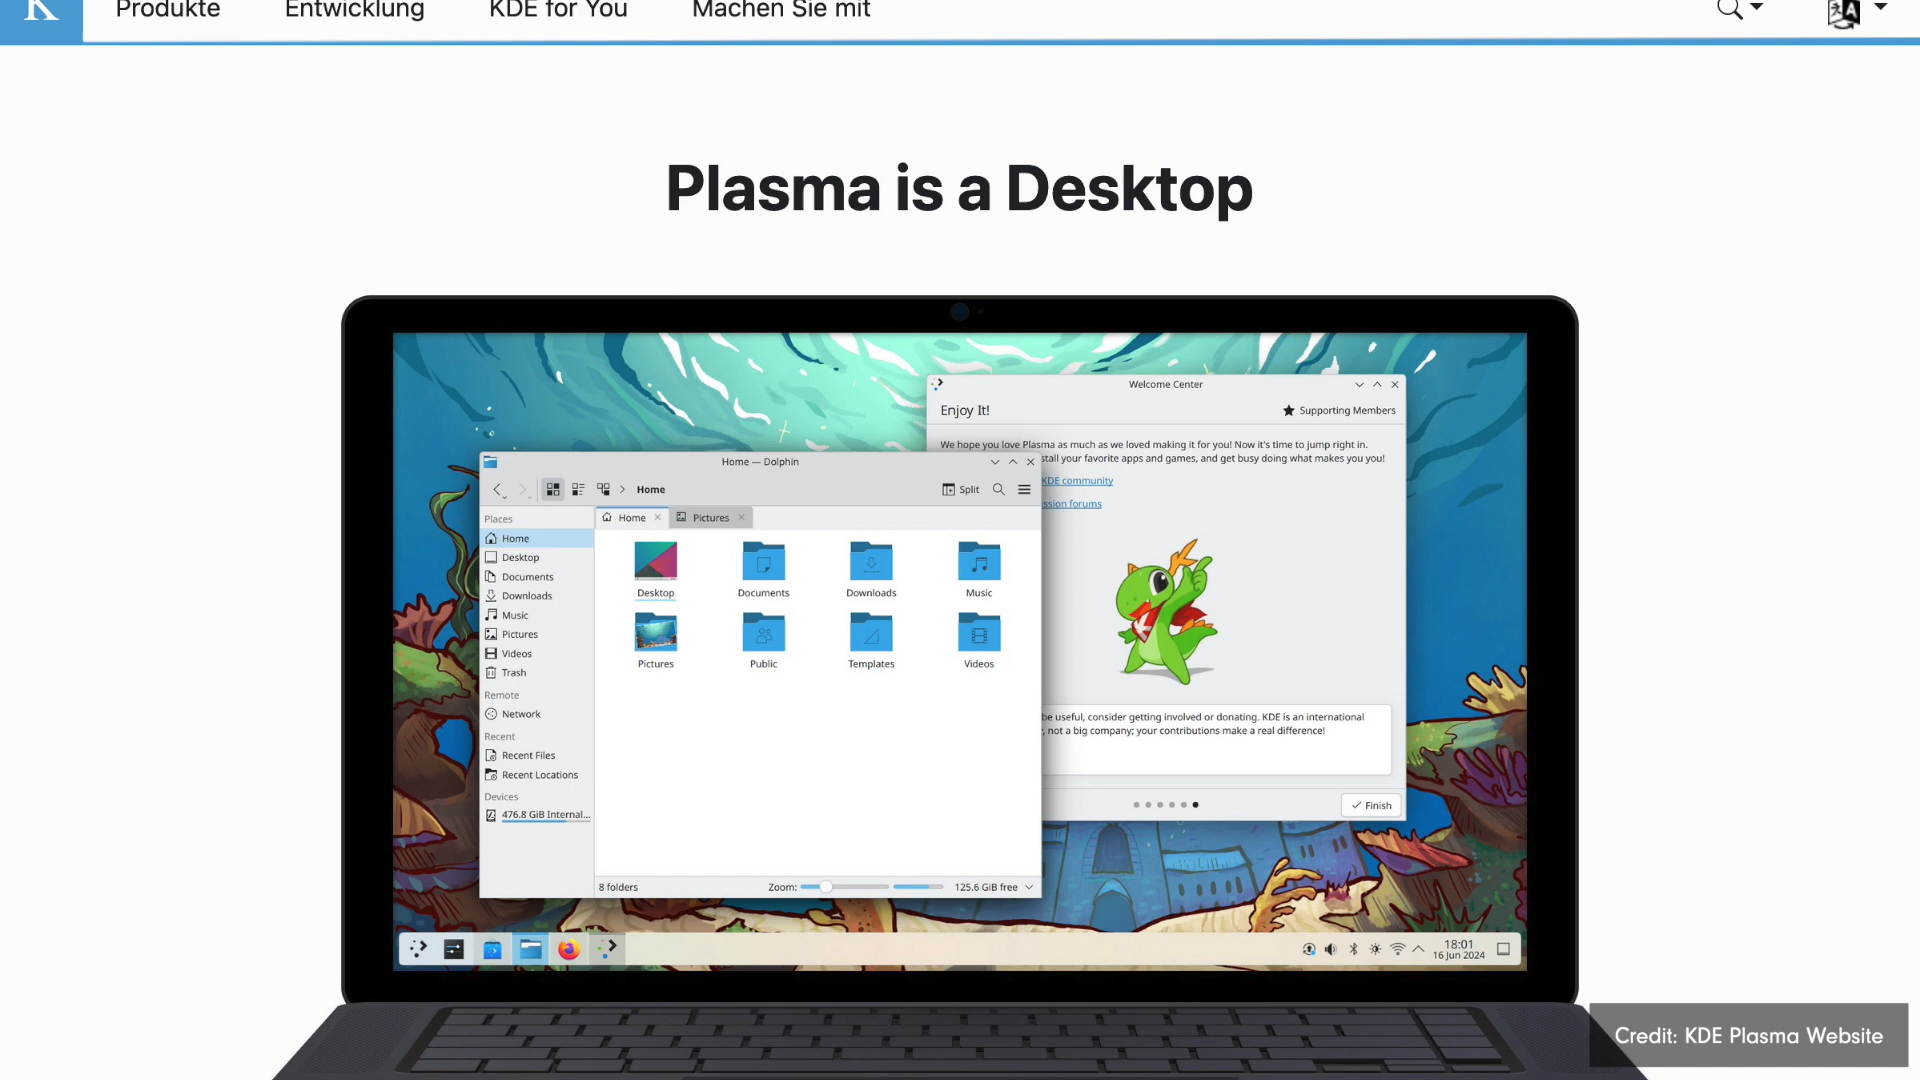 K
Produkte
Entwicklung
KDE for You
Machen Sie mit
Plasma is a Desktop
Welcome Center
Enjoy It!
Supporting Members
We hope you love Plasma as much as we loved making it for you! Now it's time to jump right in.
your favorite apps and games, and get busy doing what makes you you!
KDE community
forums
be useful, consider getting involved or donating. KDE is an international
not a big company; your contributions make a real difference!
Finish
Home — Dolphin
Home
Split
Places
Home
Desktop
Documents
Downloads
Music
Pictures
Videos
Trash
Remote
Network
Recent
Recent Files
Recent Locations
Devices
476.8 GiB Internal...
Home
Pictures
Desktop
Documents
Downloads
Music
Pictures
Public
Templates
Videos
8 folders
Zoom:
125.6 GiB free
18:01
16 Jun 2024
Credit: KDE Plasma Website